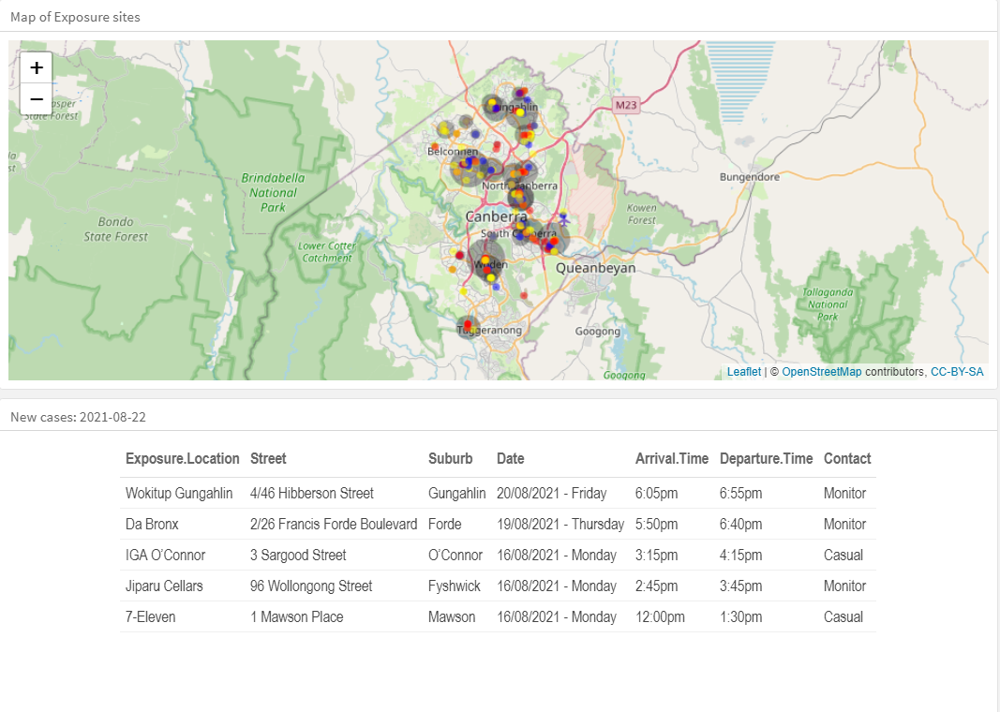 Map of Exposure sites
+
−
State Forest
M23
Gungahlin
Belconnen
Bungendore
Brindabella
National
Park
North Canberra
Kowen
Forest
Canberra
Bondo
State Forest
South Canberra
Lower Cotter
Catchment
Woden
Queanbeyan
Tallaganda
National
Park
Tuggeranong
Googong
Googong
Leaflet | © OpenStreetMap contributors, CC-BY-SA
New cases: 2021-08-22
Exposure.Location Street Suburb Date Arrival.Time Departure.Time Contact
Wokitup Gungahlin 4/46 Hibberson Street Gungahlin 20/08/2021 - Friday 6:05pm 6:55pm Monitor
Da Bronx 2/26 Francis Forde Boulevard Forde 19/08/2021 - Thursday 5:50pm 6:40pm Monitor
IGA O'Connor 3 Sargood Street O'Connor 16/08/2021 - Monday 3:15pm 4:15pm Casual
Jiparu Cellars 96 Wollongong Street Fyshwick 16/08/2021 - Monday 2:45pm 3:45pm Monitor
7-Eleven 1 Mawson Place Mawson 16/08/2021 - Monday 12:00pm 1:30pm Casual